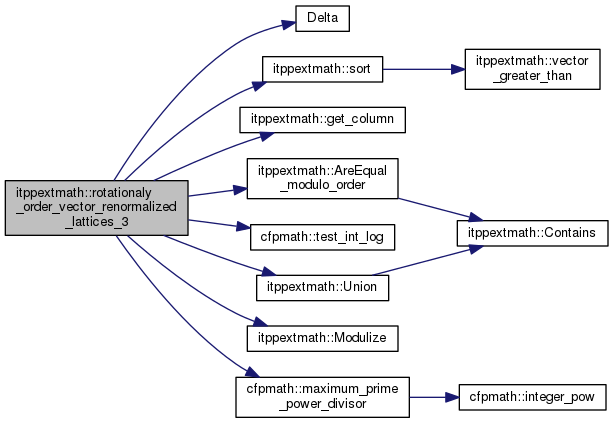 Delta
itppextmath::sort
itppextmath::vector
_greater_than
itppextmath::get_column
itppextmath::AreEqual
_modulo_order
itppextmath::rotationaly
_order_vector_renormalized
_lattices_3
cfpmath::test_int_log
itppextmath::Contains
itppextmath::Union
itppextmath::Modulize
cfpmath::maximum_prime
_power_divisor
cfpmath::integer_pow